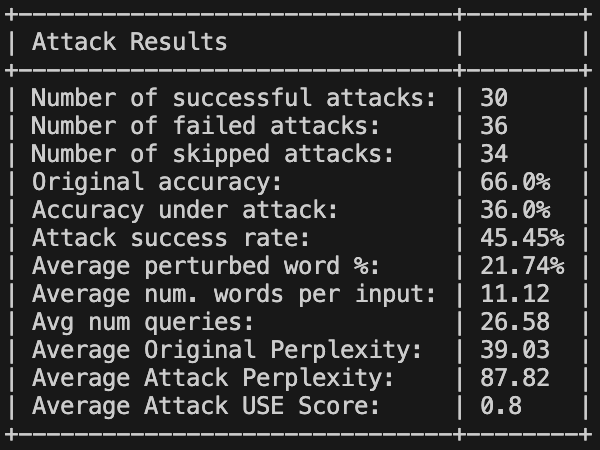 Attack Results
Number of successful attacks: 30
Number of failed attacks: 36
Number of skipped attacks: 34
Original accuracy: 66.0%
Accuracy under attack: 36.0%
Attack success rate: 45.45%
Average perturbed word %: 21.74%
Average num. words per input: 11.12
Avg num queries: 26.58
Average Original Perplexity: 39.03
Average Attack Perplexity: 87.82
Average Attack USE Score: 0.8